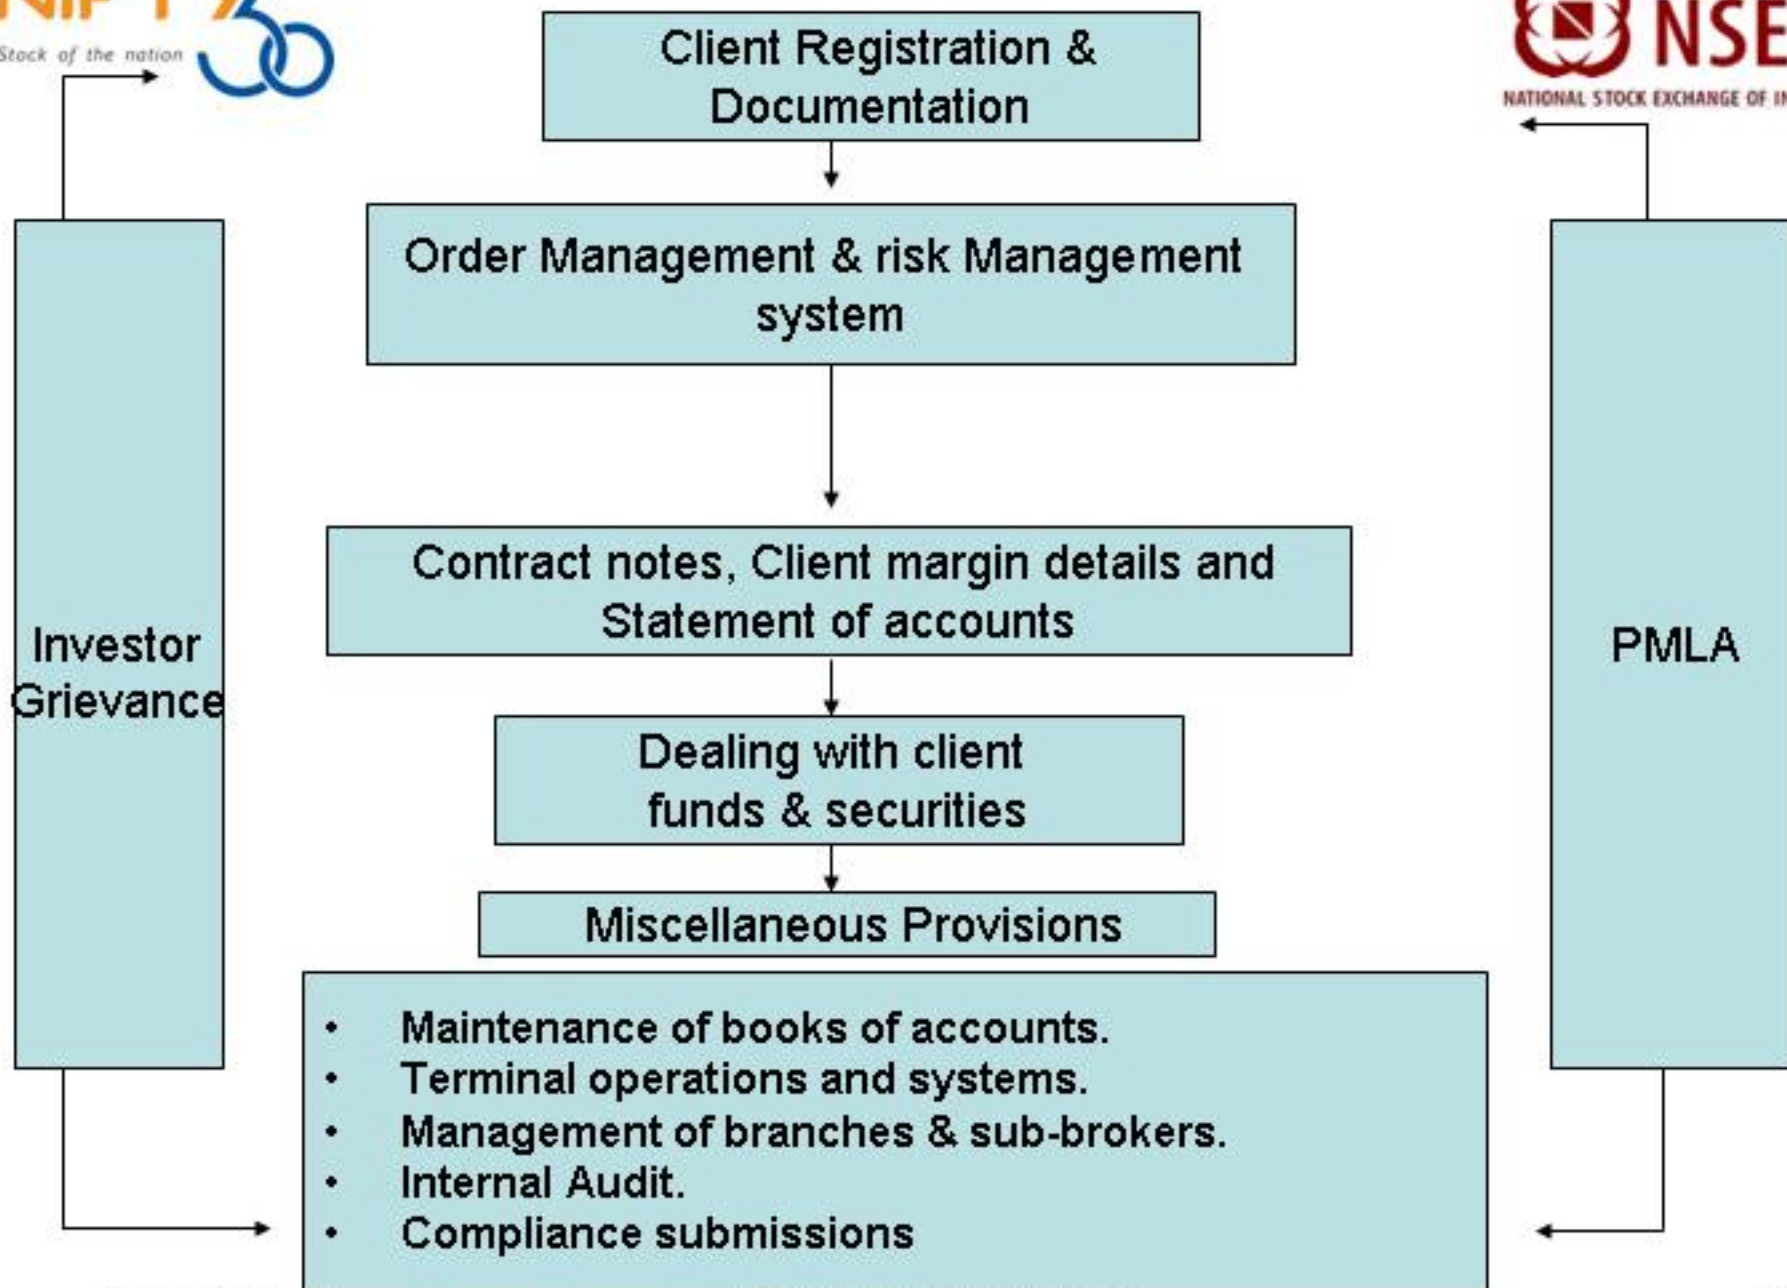 Stock of the nation
NSE
NATIONAL STOCK EXCHANGE OF
Client Registration &
Documentation
Order Management & risk Management
system
Contract notes, Client margin details and
Statement of accounts
Investor
Grievance
PMLA
Dealing with client
funds & securities
Miscellaneous Provisions
• Maintenance of books of accounts.
• Terminal operations and systems.
• Management of branches & sub-brokers.
• Internal Audit.
• Compliance submissions